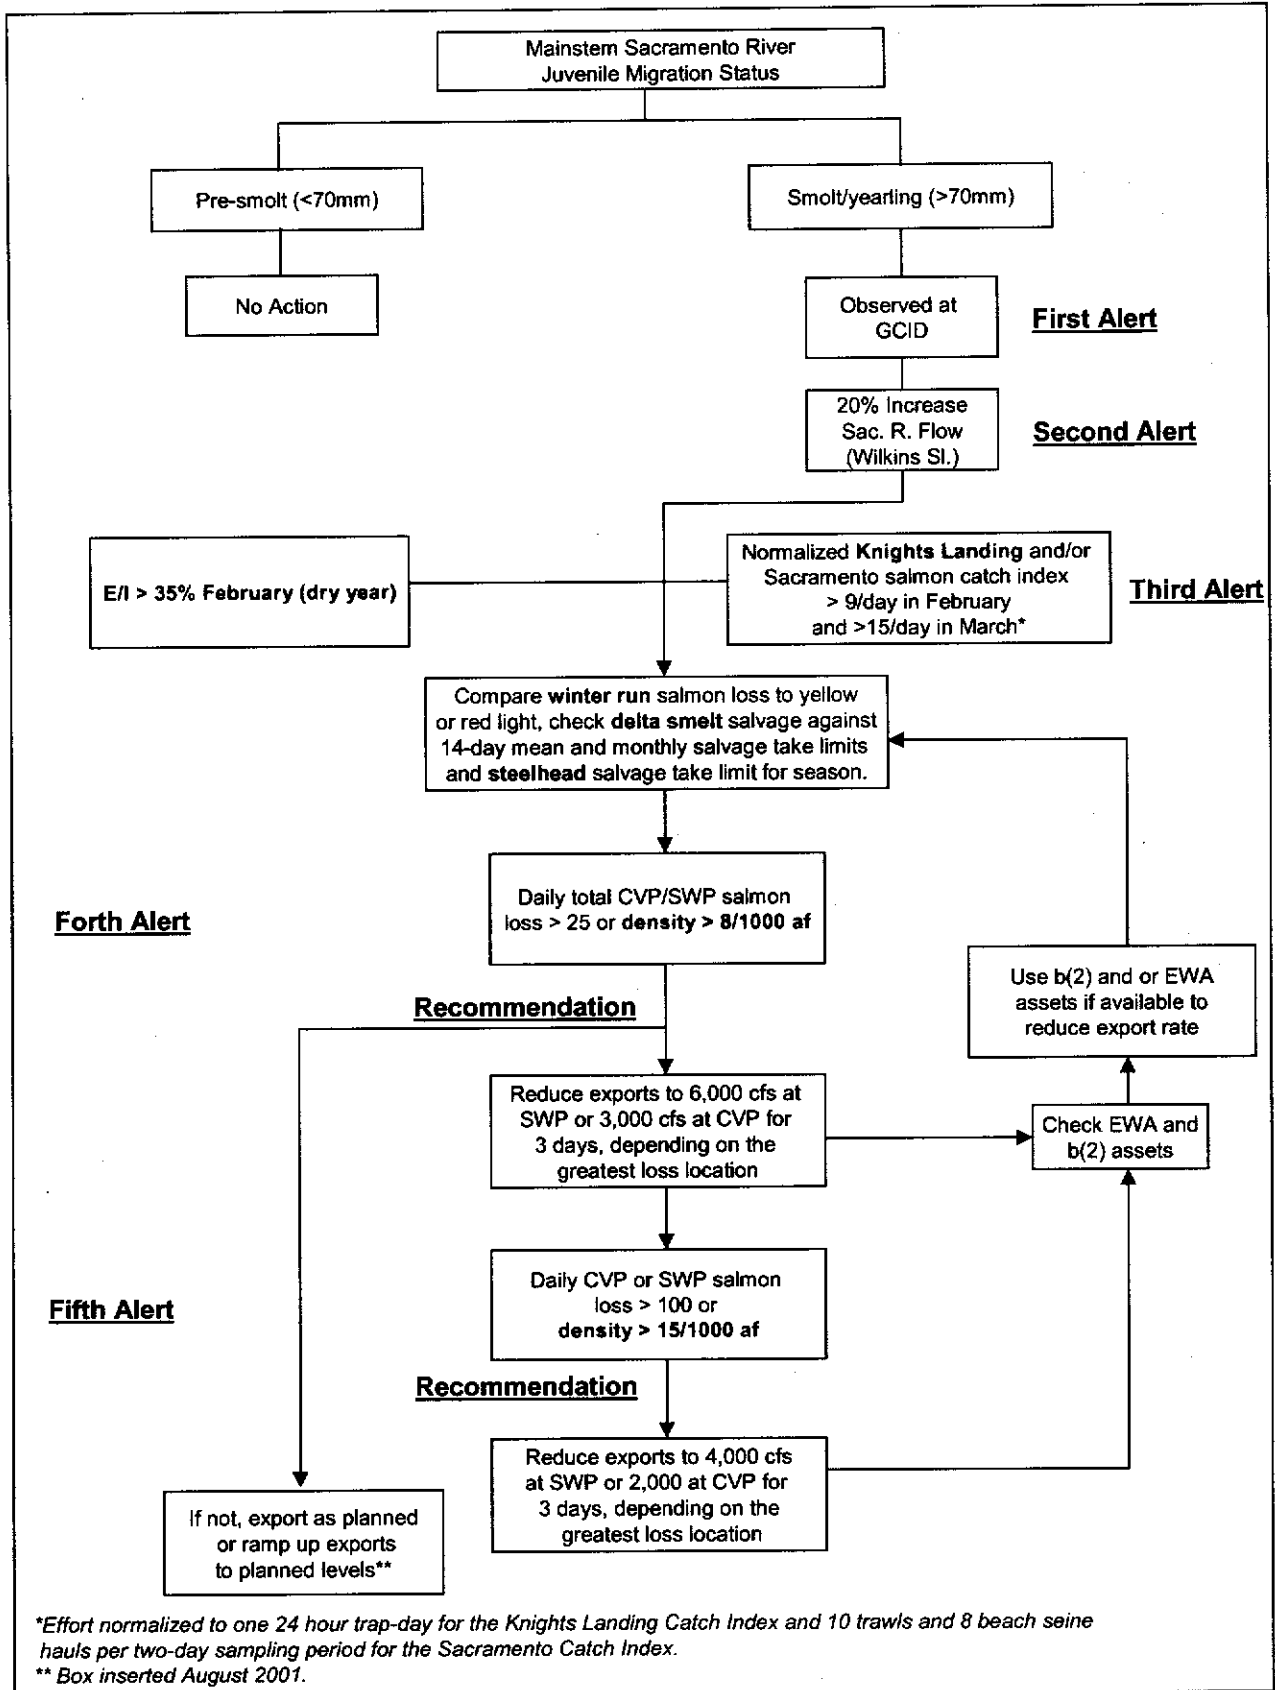 Mainstem Sacramento River
Juvenile Migration Status
Pre-smolt (<70mm)
Smolt/yearling (>70mm)
No Action
Observed at
GCID
First Alert
20% Increase
Sac. R. Flow
(Wilkins Sl.)
Second Alert
E/I > 35% February (dry year)
Normalized Knights Landing and/or
Sacramento salmon catch index
> 9/day in February
and >15/day in March*
Third Alert
Compare winter run salmon loss to yellow
or red light, check delta smelt salvage against
14-day mean and monthly salvage take limits
and steelhead salvage take limit for season.
Forth Alert
Daily total CVP/SWP salmon
loss > 25 or density > 8/1000 af
Use b(2) and or EWA
assets if available to
reduce export rate
Recommendation
Reduce exports to 6,000 cfs at
SWP or 3,000 cfs at CVP for
3 days, depending on the
greatest loss location
Check EWA and
b(2) assets
Fifth Alert
Daily CVP or SWP salmon
loss > 100 or
density > 15/1000 af
Recommendation
Reduce exports to 4,000 cfs
at SWP or 2,000 at CVP for
3 days, depending on the
greatest loss location
If not, export as planned
or ramp up exports
to planned levels**
*Effort normalized to one 24 hour trap-day for the Knights Landing Catch Index and 10 trawls and 8 beach seine
hauls per two-day sampling period for the Sacramento Catch Index.
** Box inserted August 2001.